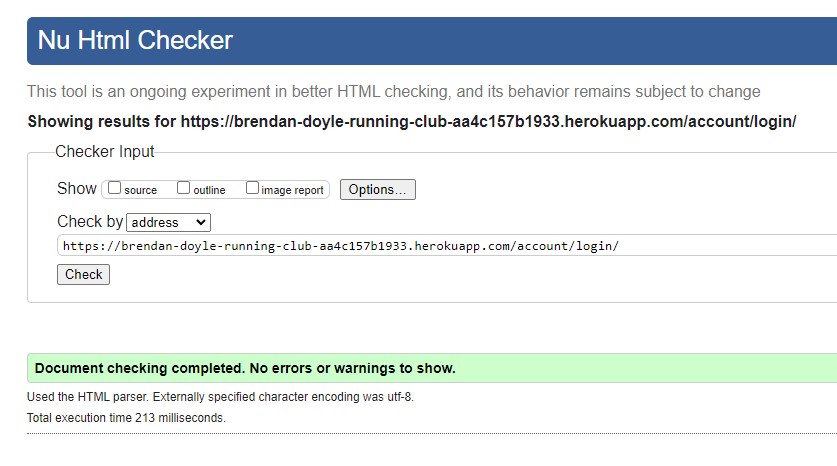 Nu Html Checker
This tool is an ongoing experiment in better HTML checking, and its behavior remains subject to change
Showing results for https://brendan-doyle-running-club-aa4c157b1933.herokuapp.com/account/login/
Checker Input
Show source outline image report Options...
Check by address
https://brendan-doyle-running-club-aa4c157b1933.herokuapp.com/account/login/
Check
Document checking completed. No errors or warnings to show.
Used the HTML parser. Externally specified character encoding was utf-8.
Total execution time 213 milliseconds.